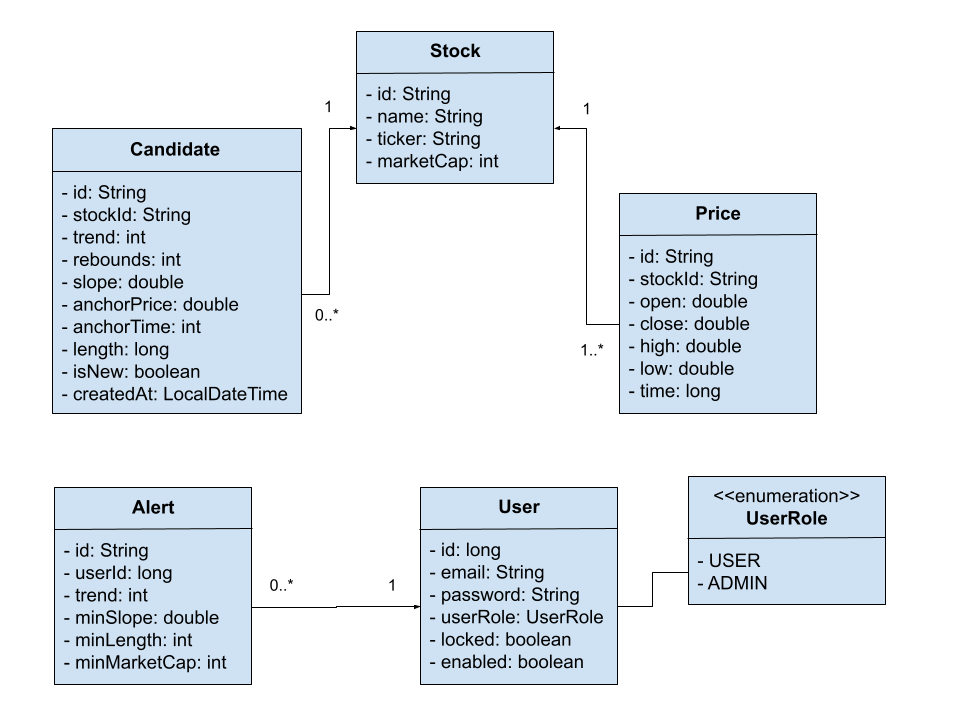 Stock
- id: String
- name: String
- ticker: String
- marketCap: int
1
1
Candidate
- id: String
- stockId: String
- trend: int
- rebounds: int
- slope: double
- anchorPrice: double
- anchorTime: int
- length: long
- isNew: boolean
- createdAt: LocalDateTime
0..*
Price
- id: String
- stockId: String
- open: double
- close: double
- high: double
- low: double
- time: long
1..*
Alert
- id: String
- userId: long
- trend: int
- minSlope: double
- minLength: int
- minMarketCap: int
0..*
1
User
- id: long
- email: String
- password: String
- userRole: UserRole
- locked: boolean
- enabled: boolean
<<enumeration>>
UserRole
- USER
- ADMIN